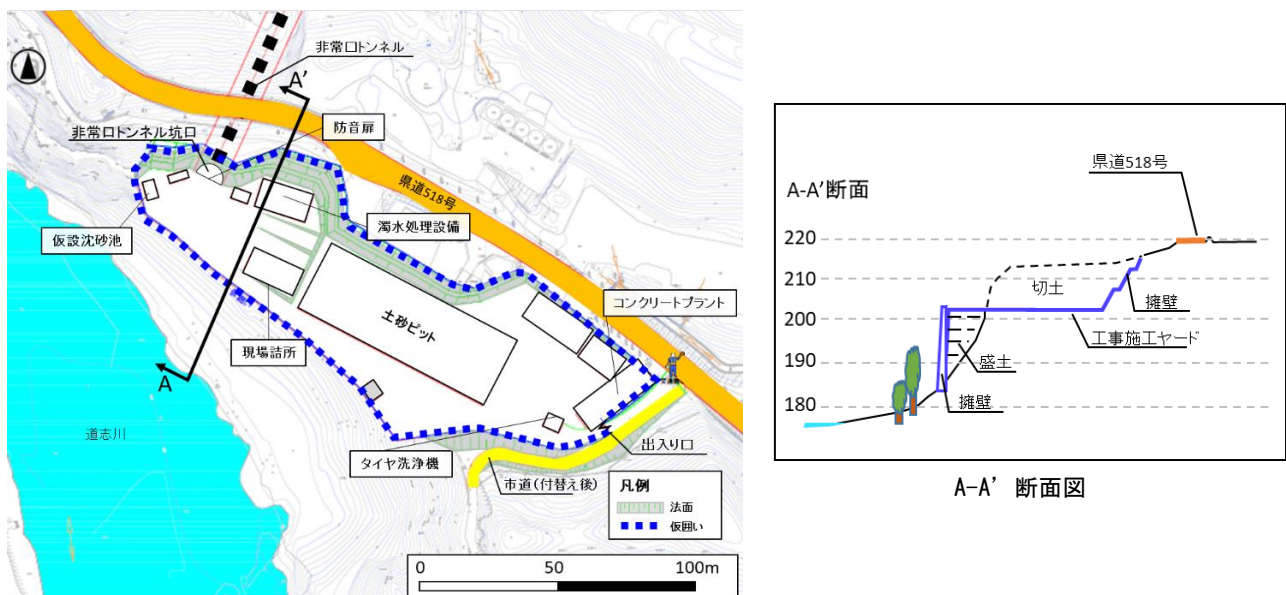 非常口トンネル
A'
非常口トンネル坑口
防音扉
県道518号
濁水処理設備
仮設沈砂池
コンクリートプラント
土砂ピット
現場詰所
A
道志川
出入り口
タイヤ洗浄機
市道(付替え後)
凡例
法面
仮囲い
0 50 100m
県道518号
A-A'断面
220
210
切土
擁壁
200
工事施工ヤード
190
盛土
擁壁
180
A-A' 断面図